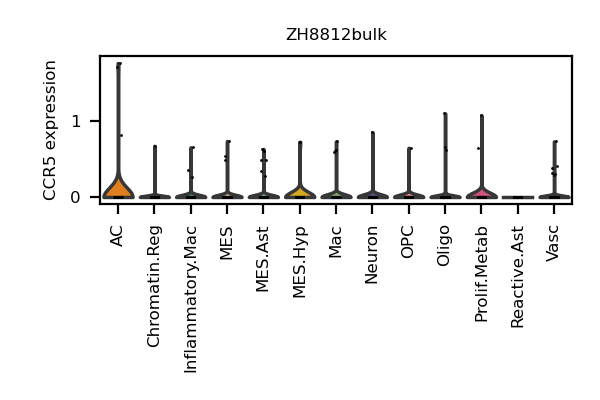 ZH8812bulk
CCR5 expression
1
0
AC
Chromatin.Reg
Inflammatory.Mac
MES
MES.Ast
MES.Hyp
Mac
Neuron
OPC
Oligo
Prolif.Metab
Reactive.Ast
Vasc